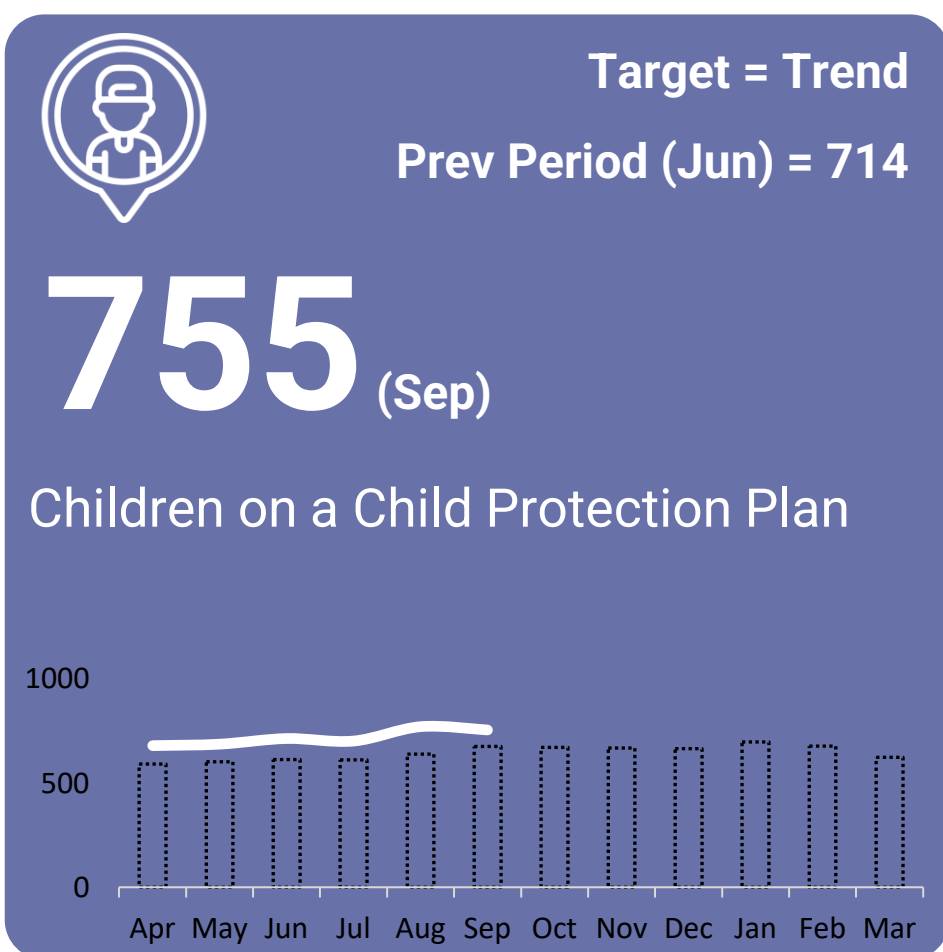 Target = Trend
Prev Period (Jun) = 714
755 (Sep)
Children on a Child Protection Plan
1000
500
0
Apr May Jun Jul Aug Sep Oct Nov Dec Jan Feb Mar